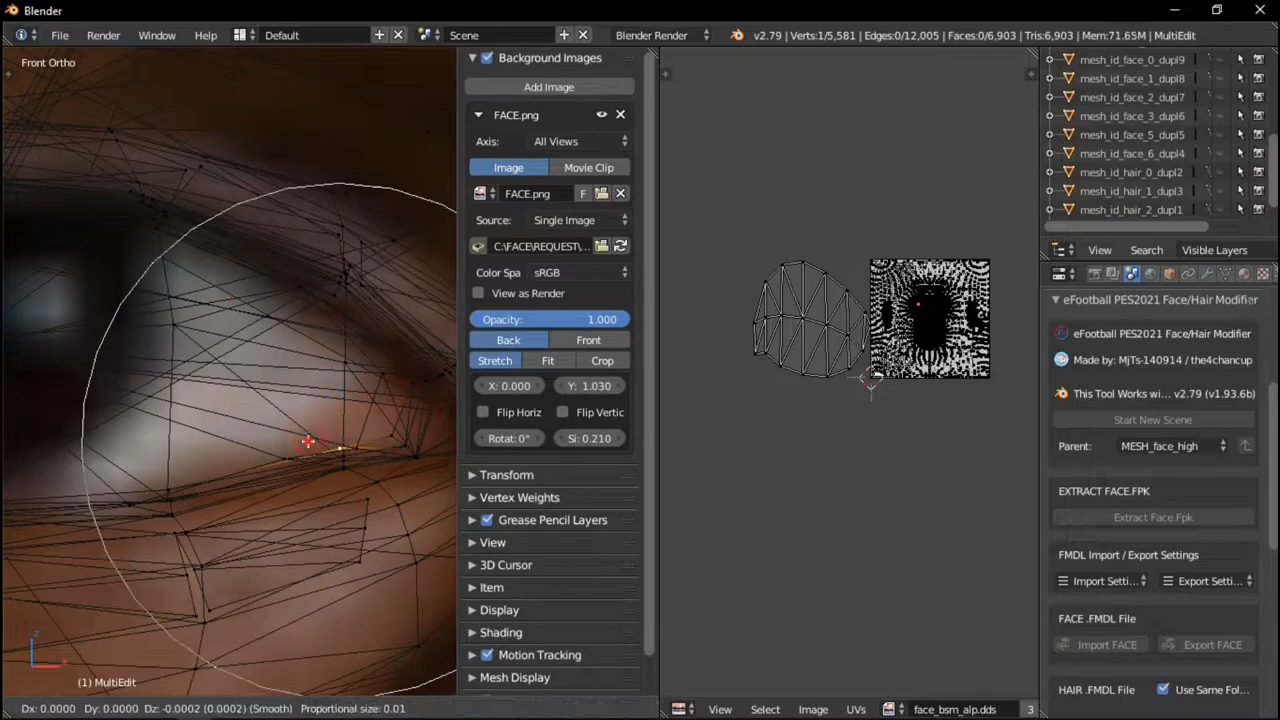 Blender
File Render Window Help Default Scene Blender Render v2.79 | Verts:1/5,581 | Edges:0/12,005 | Faces:0/6,903 | Tris:6,903 | Mem:71.65M | MultiEdit
Front Ortho
(1) MultiEdit
z
x
Background Images
Add Image
FACE.png
Axis: All Views
Image Movie Clip
FACE.png F
Source: Single Image
C:\FACE\REQUEST\...
Color Spa sRGB
View as Render
Opacity: 1.000
Back Front
Stretch Fit Crop
X: 0.000 Y: 1.030
Flip Horiz Flip Vertic
Rotat: 0° Si: 0.210
Transform
Vertex Weights
Grease Pencil Layers
View
3D Cursor
Item
Display
Shading
Motion Tracking
Mesh Display
mesh_id_face_0_dupl9
mesh_id_face_1_dupl8
mesh_id_face_2_dupl7
mesh_id_face_3_dupl6
mesh_id_face_5_dupl5
mesh_id_face_6_dupl4
mesh_id_hair_0_dupl2
mesh_id_hair_1_dupl3
mesh_id_hair_2_dupl1
View Search Visible Layers
eFootball PES2021 Face/Hair Modifier
eFootball PES2021 Face/Hair Modifier
Made by: MjTs-140914 / the4chancup
This Tool Works wi... v2.79 (v1.93.6b)
Start New Scene
Parent: MESH_face_high
EXTRACT FACE.FPK
Extract Face.Fpk
FMDL Import / Export Settings
Import Setti... Export Setti...
FACE .FMDL File
Import FACE Export FACE
HAIR .FMDL File Use Same Fol...
Dx: 0.0000 Dy: 0.0000 Dz: -0.0002 (0.0002) (Smooth) Proportional size: 0.01
View Select Image UVs face_bsm_alp.dds 3